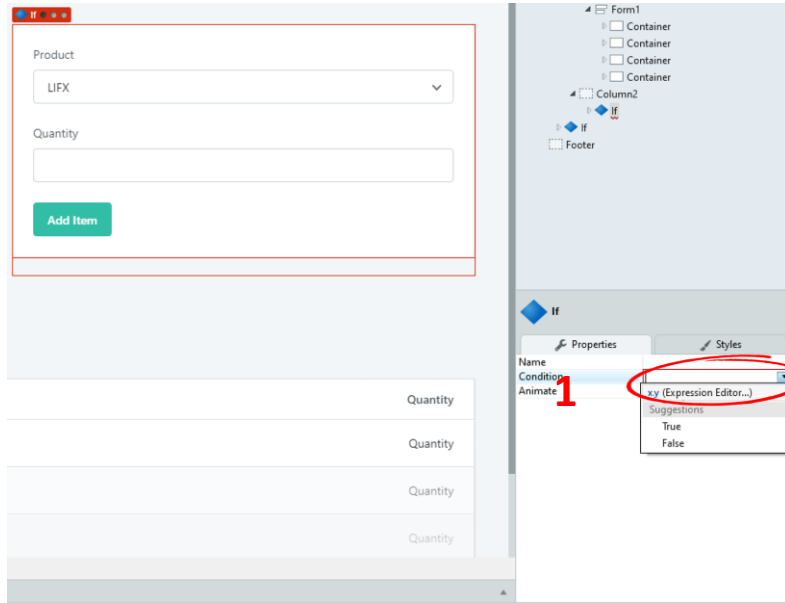 If
Product
LIFX
Quantity
Add Item
Quantity
Quantity
Quantity
Quantity
Form1
Container
Container
Container
Container
Column2
If
If
Footer
If
Properties Styles
Name
Condition
Animate
1
x.y (Expression Editor...)
Suggestions
True
False